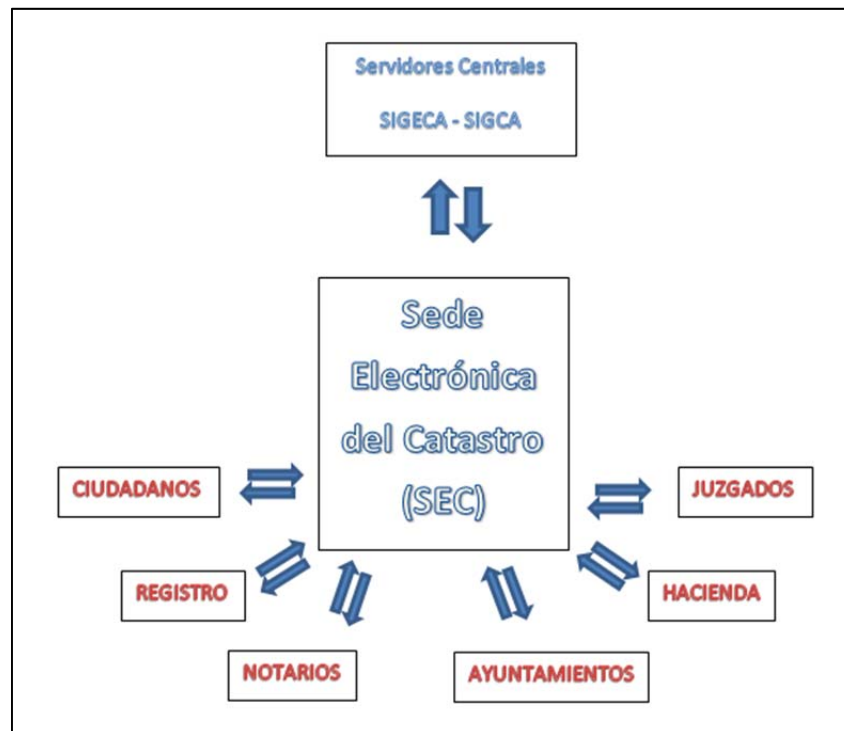 Servidores Centrales
SIGECA - SIGCA
Sede
Electrónica
del Catastro
(SEC)
CIUDADANOS
JUZGADOS
REGISTRO
HACIENDA
NOTARIOS
AYUNTAMIENTOS